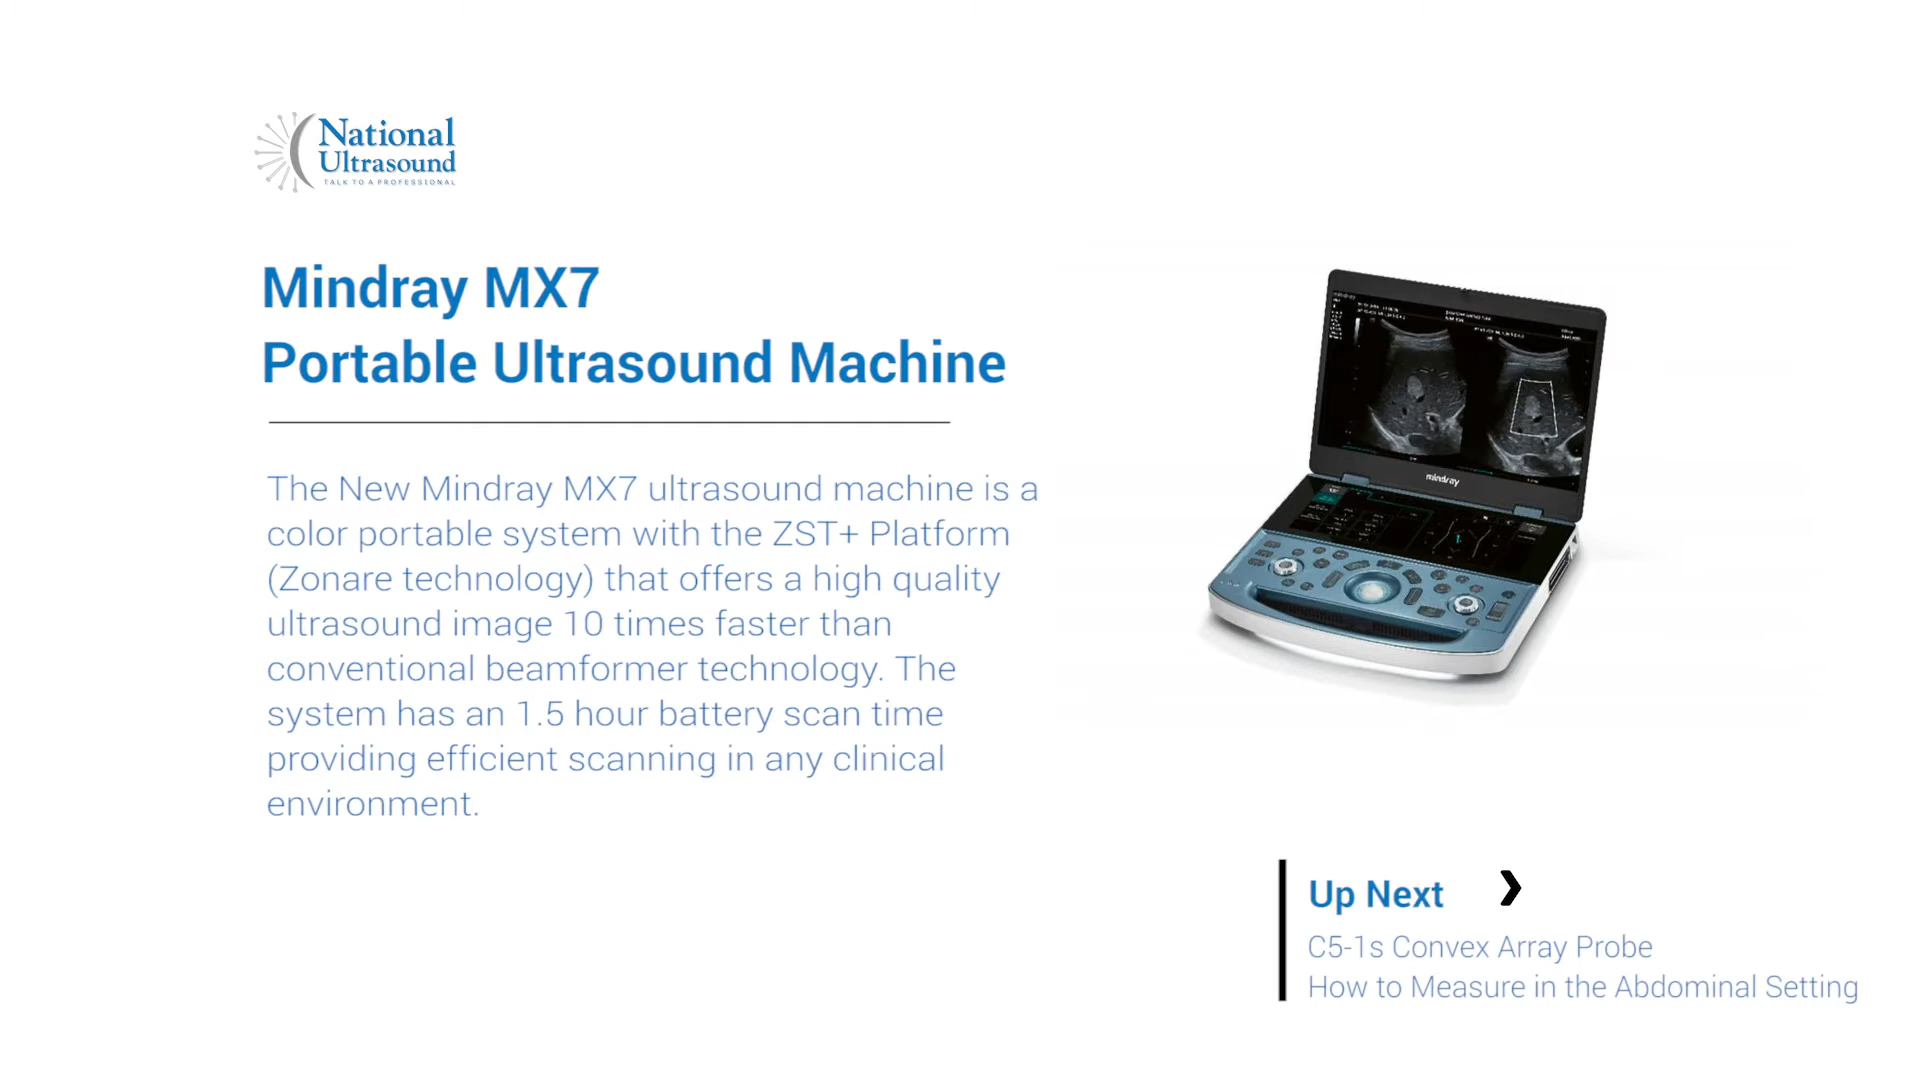 National
Ultrasound
TALK TO A PROFESSIONAL
Mindray MX7
Portable Ultrasound Machine
The New Mindray MX7 ultrasound machine is a
color portable system with the ZST+ Platform
(Zonare technology) that offers a high quality
ultrasound image 10 times faster than
conventional beamformer technology. The
system has an 1.5 hour battery scan time
providing efficient scanning in any clinical
environment.
mindray
Up Next
C5-1s Convex Array Probe
How to Measure in the Abdominal Setting